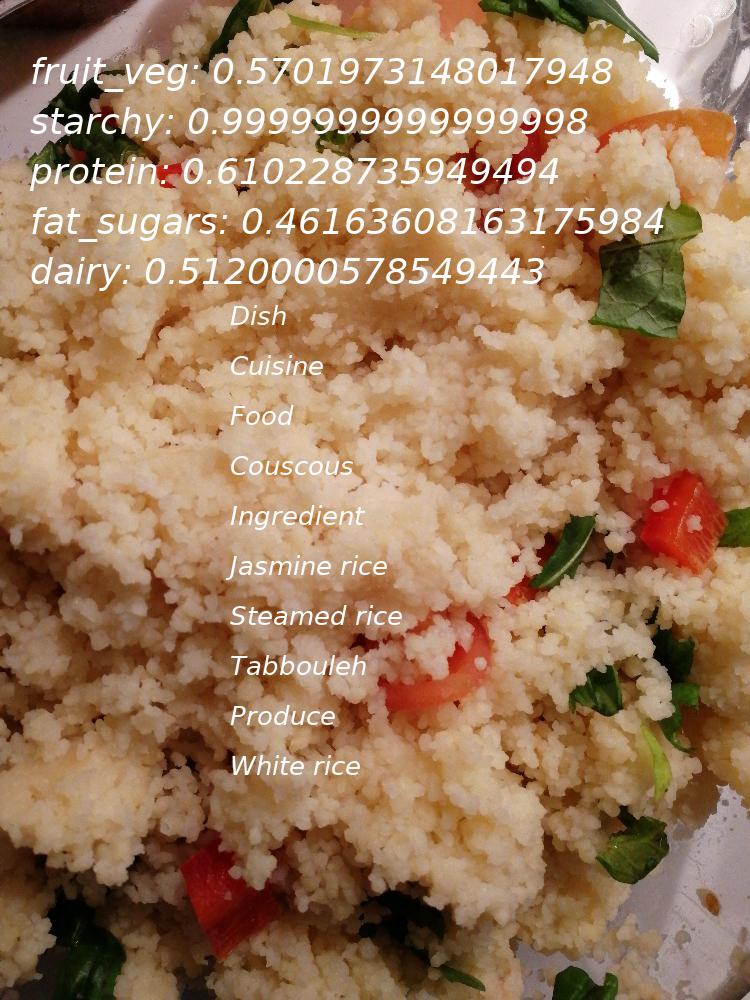 fruit_veg: 0.5701973148017948
starchy: 0.9999999999999998
protein: 0.610228735949494
fat_sugars: 0.46163608163175984
dairy: 0.5120000578549443
Dish
Cuisine
Food
Couscous
Ingredient
Jasmine rice
Steamed rice
Tabbouleh
Produce
White rice